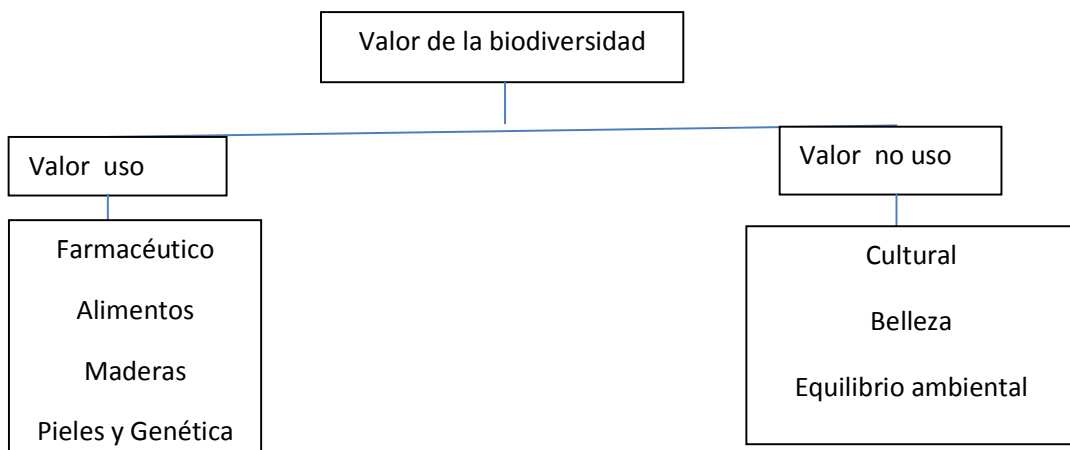 Valor de la biodiversidad
Valor uso
Valor no uso
Farmacéutico
Alimentos
Maderas
Pieles y Genética
Cultural
Belleza
Equilibrio ambiental